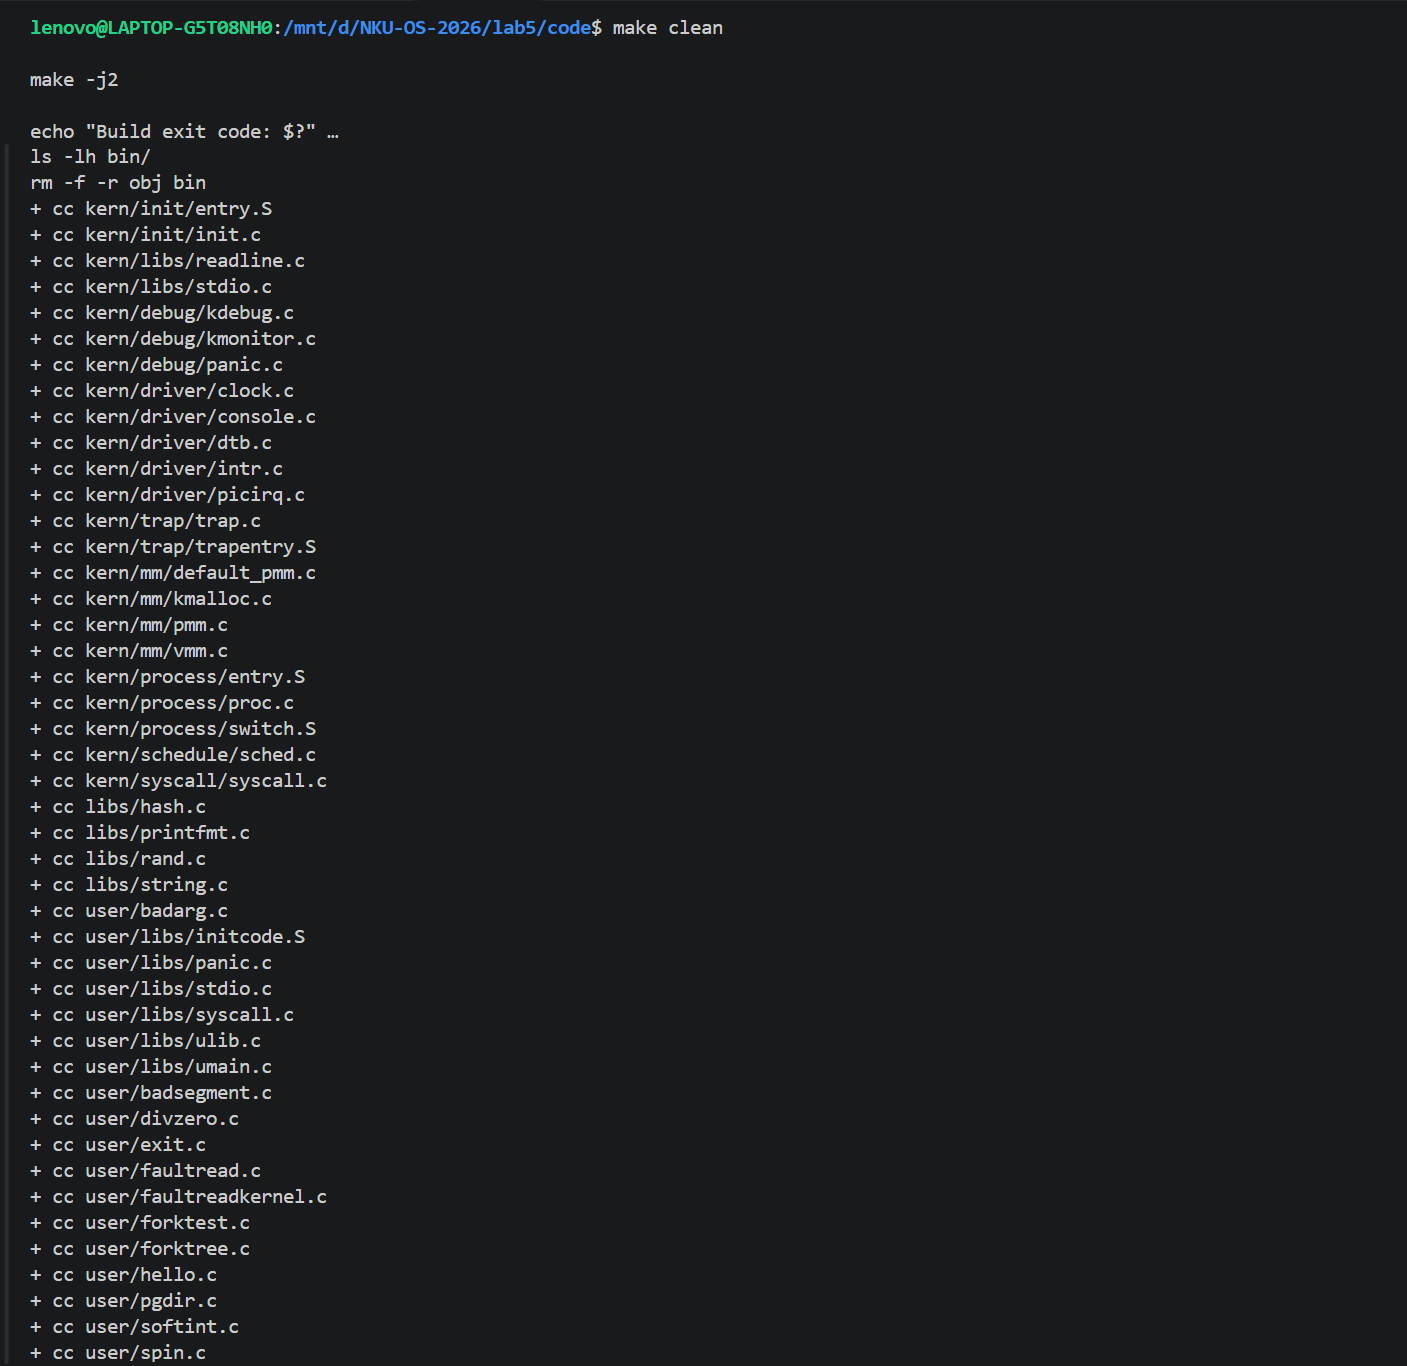 lenovo@LAPTOP-G5T08NH0:/mnt/d/NKU-OS-2026/lab5/code$ make clean
make -j2
echo "Build exit code: $?" …
ls -lh bin/
rm -f -r obj bin
+ cc kern/init/entry.S
+ cc kern/init/init.c
+ cc kern/libs/readline.c
+ cc kern/libs/stdio.c
+ cc kern/debug/kdebug.c
+ cc kern/debug/kmonitor.c
+ cc kern/debug/panic.c
+ cc kern/driver/clock.c
+ cc kern/driver/console.c
+ cc kern/driver/dtb.c
+ cc kern/driver/intr.c
+ cc kern/driver/picirq.c
+ cc kern/trap/trap.c
+ cc kern/trap/trapentry.S
+ cc kern/mm/default_pmm.c
+ cc kern/mm/kmalloc.c
+ cc kern/mm/pmm.c
+ cc kern/mm/vmm.c
+ cc kern/process/entry.S
+ cc kern/process/proc.c
+ cc kern/process/switch.S
+ cc kern/schedule/sched.c
+ cc kern/syscall/syscall.c
+ cc libs/hash.c
+ cc libs/printfmt.c
+ cc libs/rand.c
+ cc libs/string.c
+ cc user/badarg.c
+ cc user/libs/initcode.S
+ cc user/libs/panic.c
+ cc user/libs/stdio.c
+ cc user/libs/syscall.c
+ cc user/libs/ulib.c
+ cc user/libs/umain.c
+ cc user/badsegment.c
+ cc user/divzero.c
+ cc user/exit.c
+ cc user/faultread.c
+ cc user/faultreadkernel.c
+ cc user/forktest.c
+ cc user/forktree.c
+ cc user/hello.c
+ cc user/pgdir.c
+ cc user/softint.c
+ cc user/spin.c